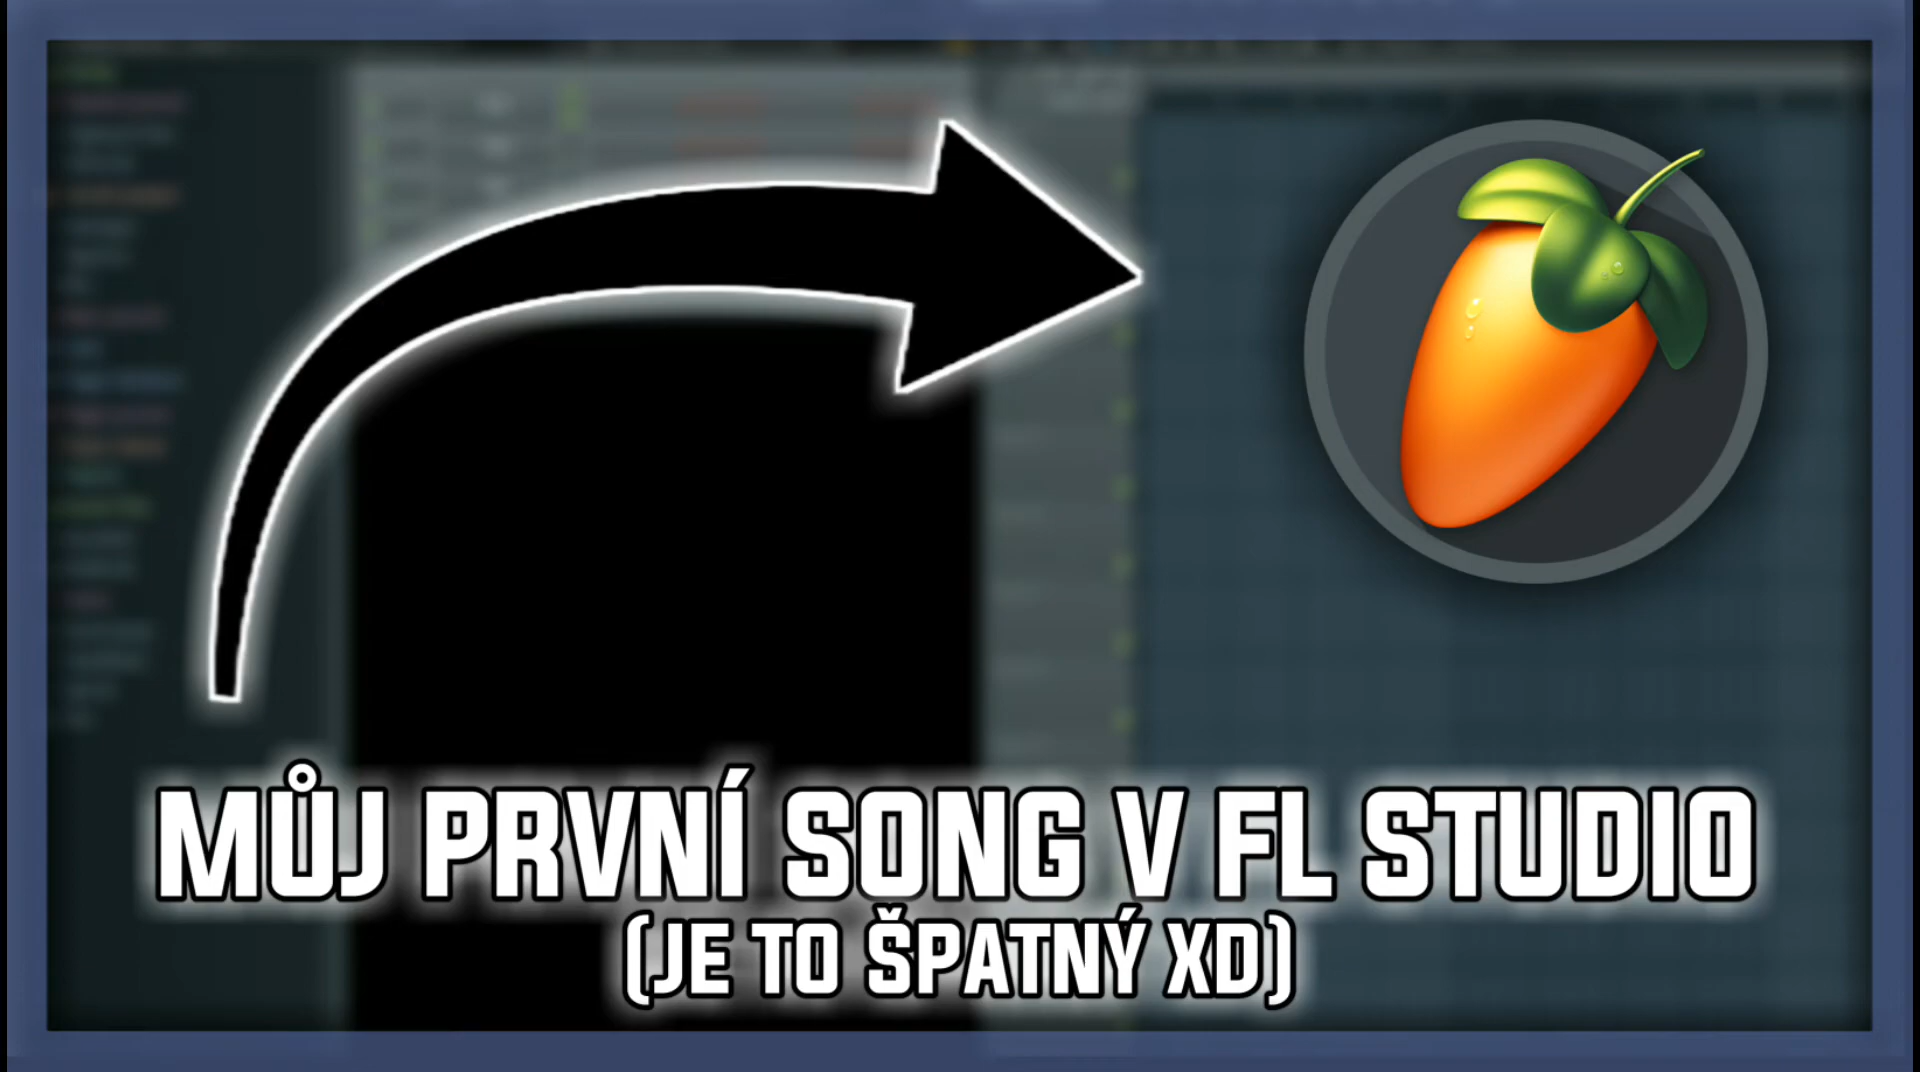 MŮJ PRVNÍ SONG V FL STUDIO
(JE TO ŠPATNÝ XD)